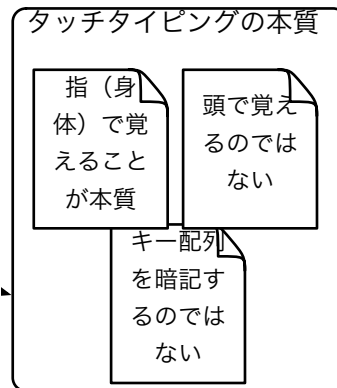 タッチタイピングの本質
指（身
体）で覚
えること
が本質
頭で覚え
るのでは
ない
キー配列
を暗記す
るのでは
ない